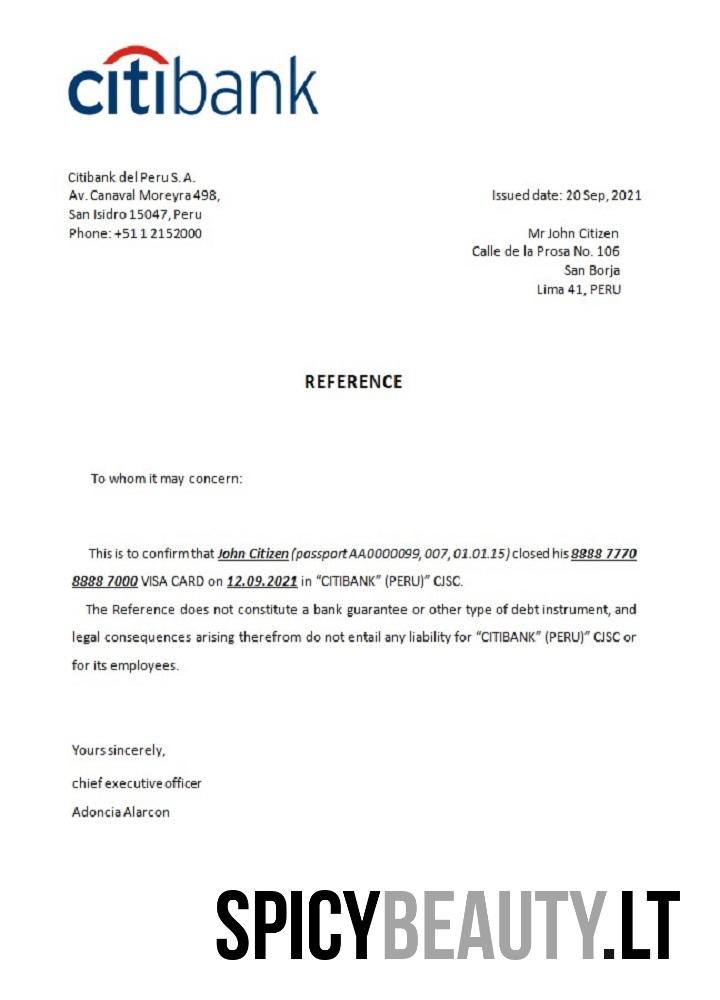 citibank
Citibank del Peru S.A.
Av. Canaval Moreyra 498,
San Isidro 15047, Peru
Phone: +51 1 2152000
Issued date: 20 Sep, 2021
Mr John Citizen
Calle de la Prosa No. 106
San Borja
Lima 41, PERU
REFERENCE
To whom it may concern:
This is to confirm that John Citizen (passport AA0000099, 007, 01.01.15) closed his 8888 7770
8888 7000 VISA CARD on 12.09.2021 in “CITIBANK” (PERU)” CJSC.
The Reference does not constitute a bank guarantee or other type of debt instrument, and
legal consequences arising therefrom do not entail any liability for “CITIBANK” (PERU)” CJSC or
for its employees.
Yours sincerely,
chief executive officer
Adoncia Alarcon
SPICYBEAUTY.LT